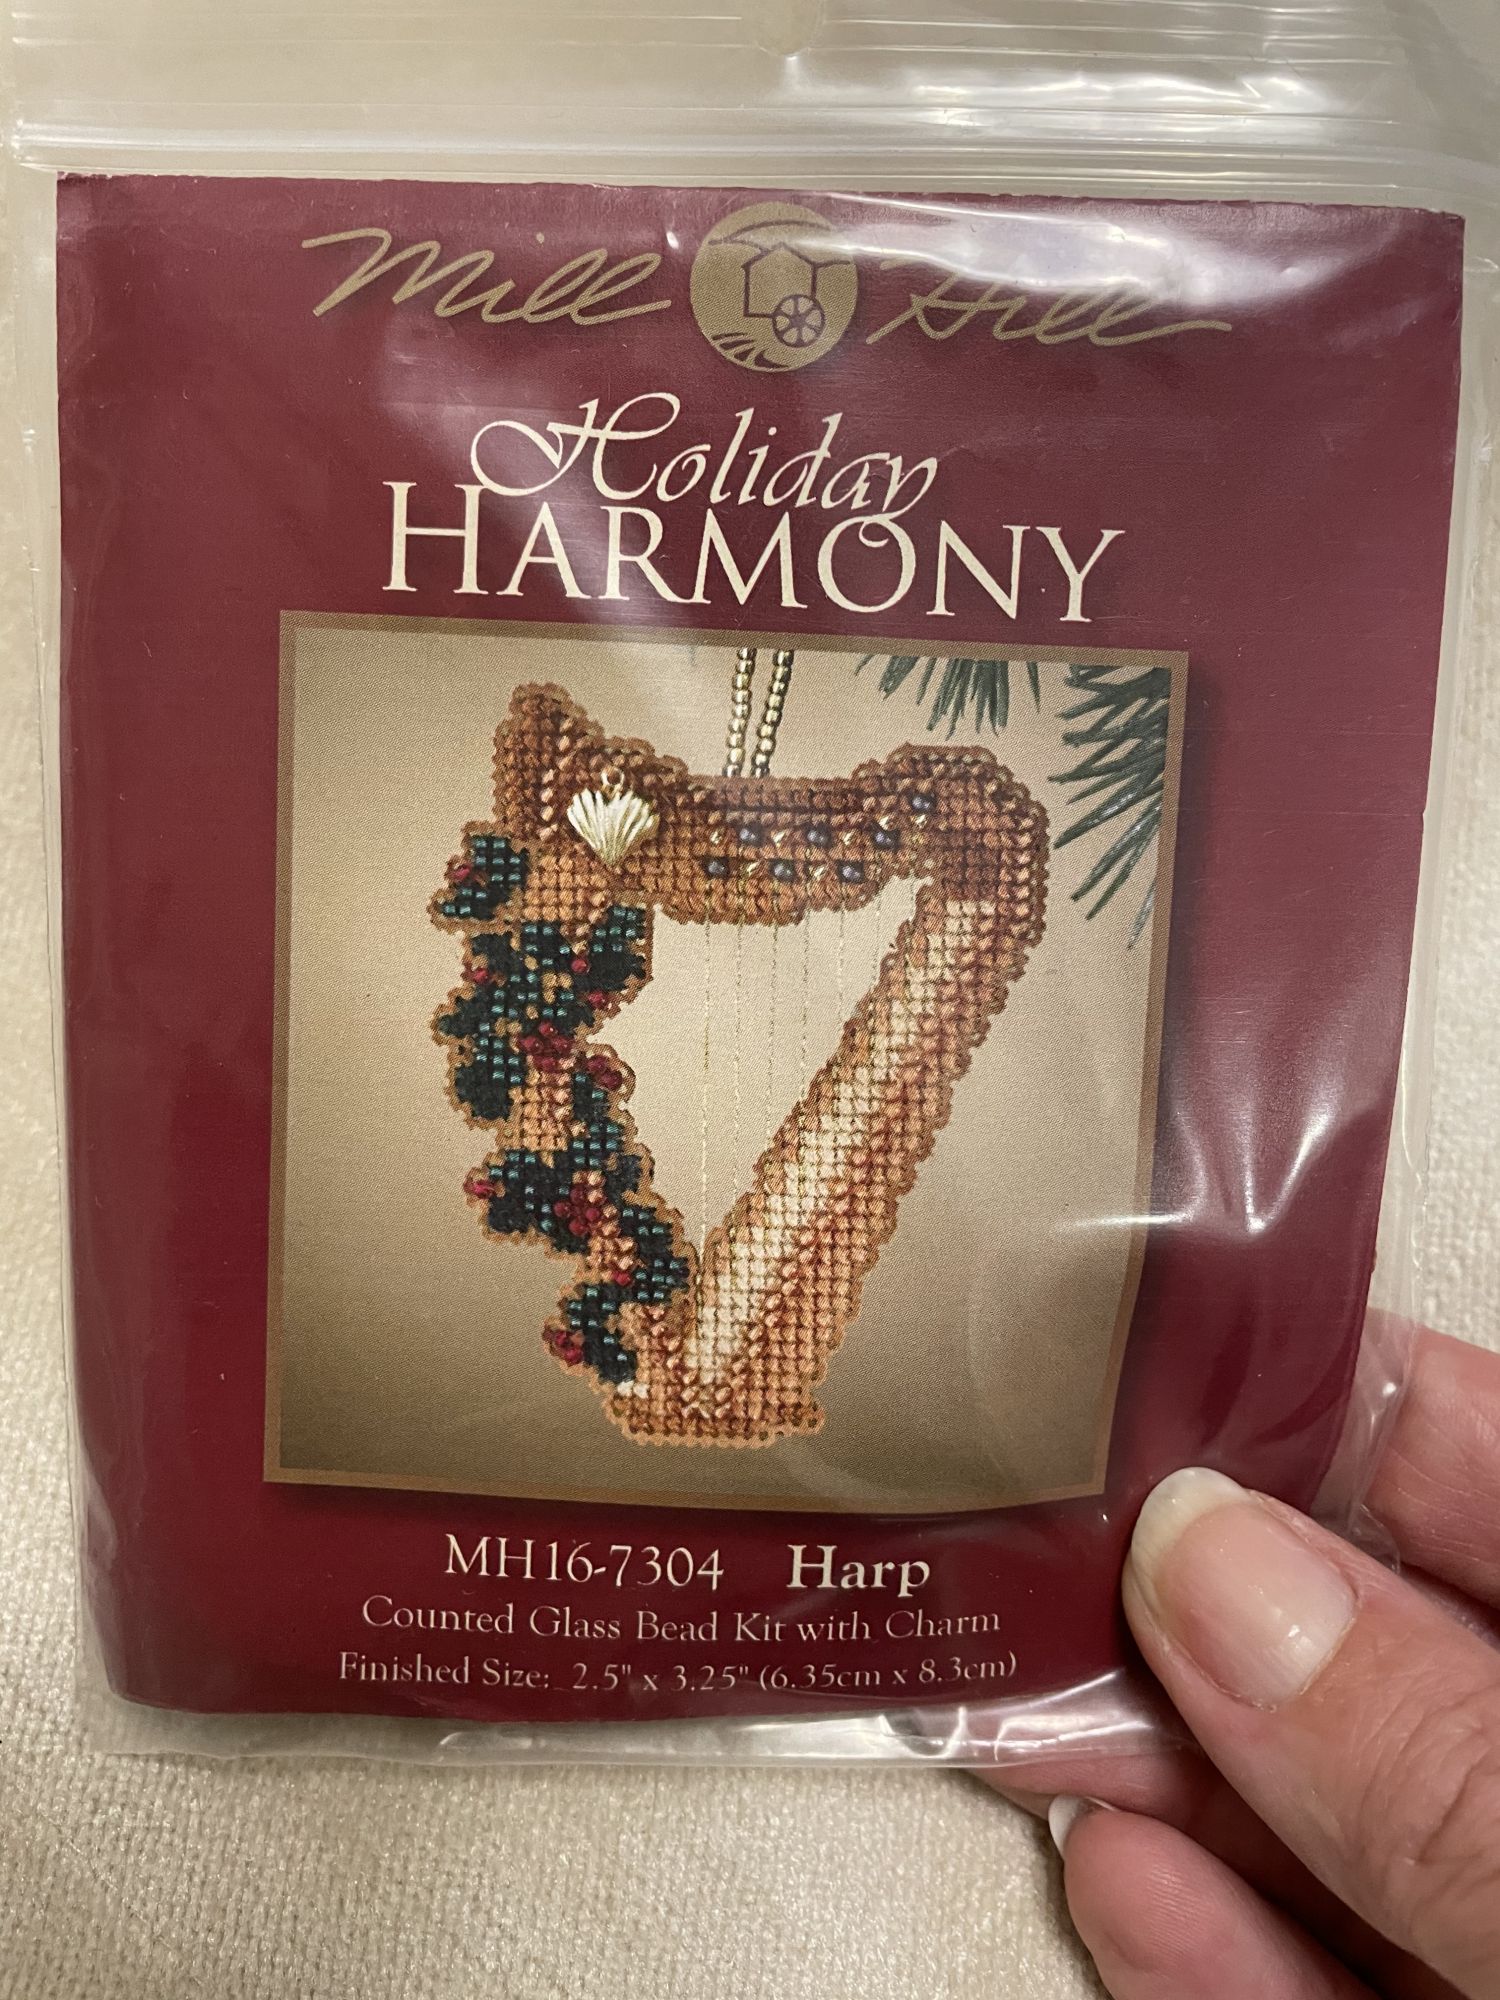 Mill Hill
Holiday
HARMONY
MH16-7304 Harp
Counted Glass Bead Kit with Charm
Finished Size: 2.5" x 3.25" (6.35cm x 8.3cm)